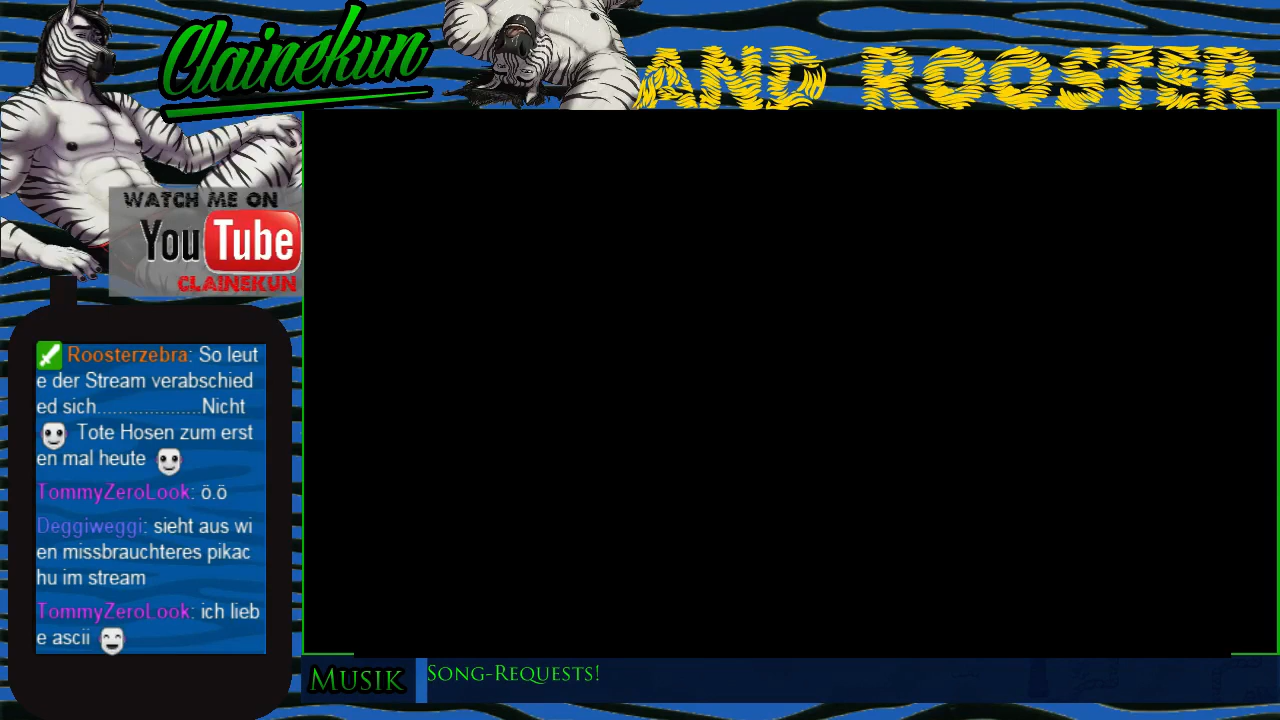 Clainekun
AND ROOSTER
WATCH ME ON
YouTube
CLAINEKUN
Roosterzebra: So leut
e der Stream verabschied
ed sich....................Nicht
Tote Hosen zum erst
en mal heute
TommyZeroLook: ö.ö
Deggiweggi: sieht aus wi
en missbrauchteres pikac
hu im stream
TommyZeroLook: ich lieb
e ascii
Musik
Song-Requests!